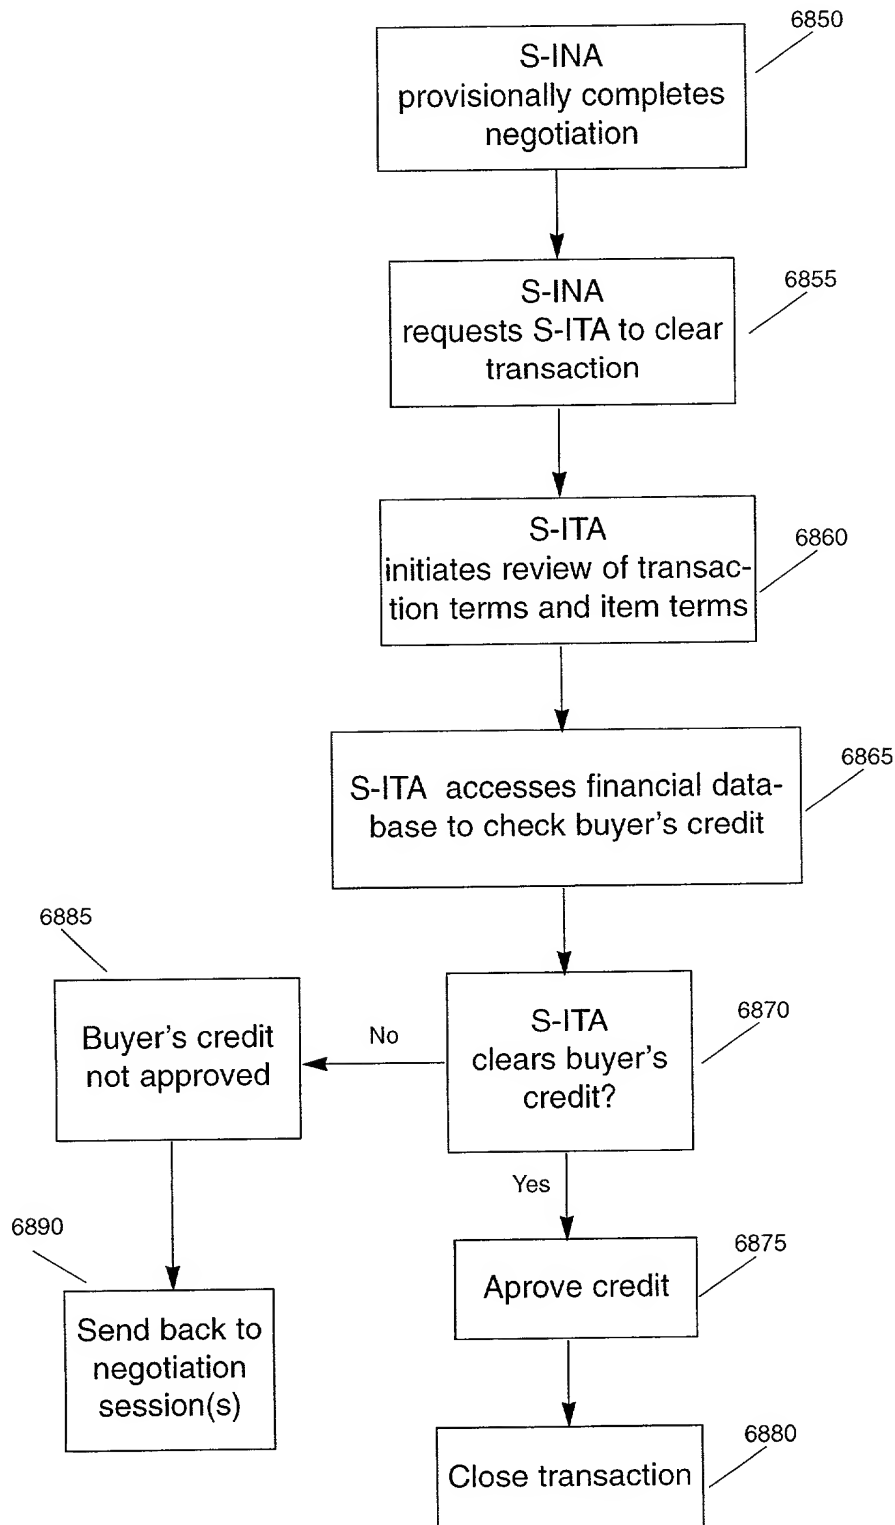 6850
S-INA
provisionally completes
negotiation
6855
S-INA
requests S-ITA to clear
transaction
6860
S-ITA
initiates review of transac-
tion terms and item terms
6865
S-ITA accesses financial data-
base to check buyer's credit
6885
Buyer's credit
not approved
No
6870
S-ITA
clears buyer's
credit?
Yes
6890
Send back to
negotiation
session(s)
6875
Aprove credit
6880
Close transaction